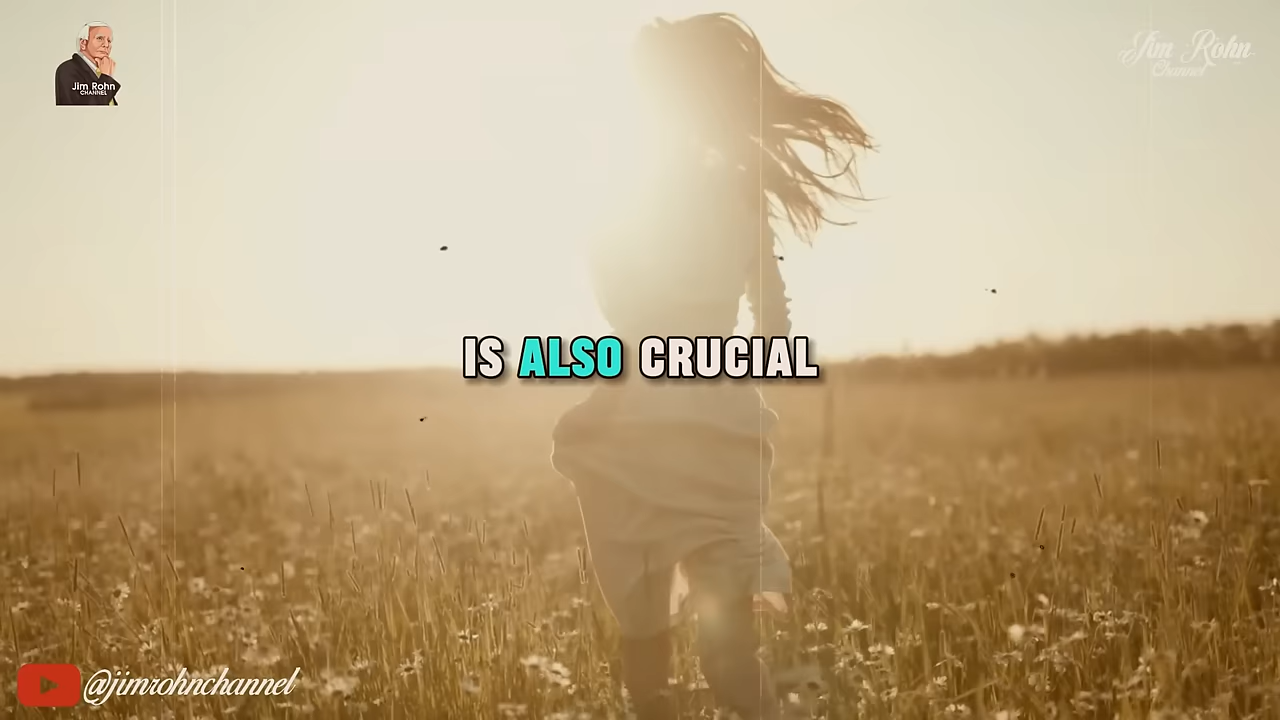 Jim Rohn
CHANNEL
Jim Rohn
Channel
IS ALSO CRUCIAL
@jimrohnchannel